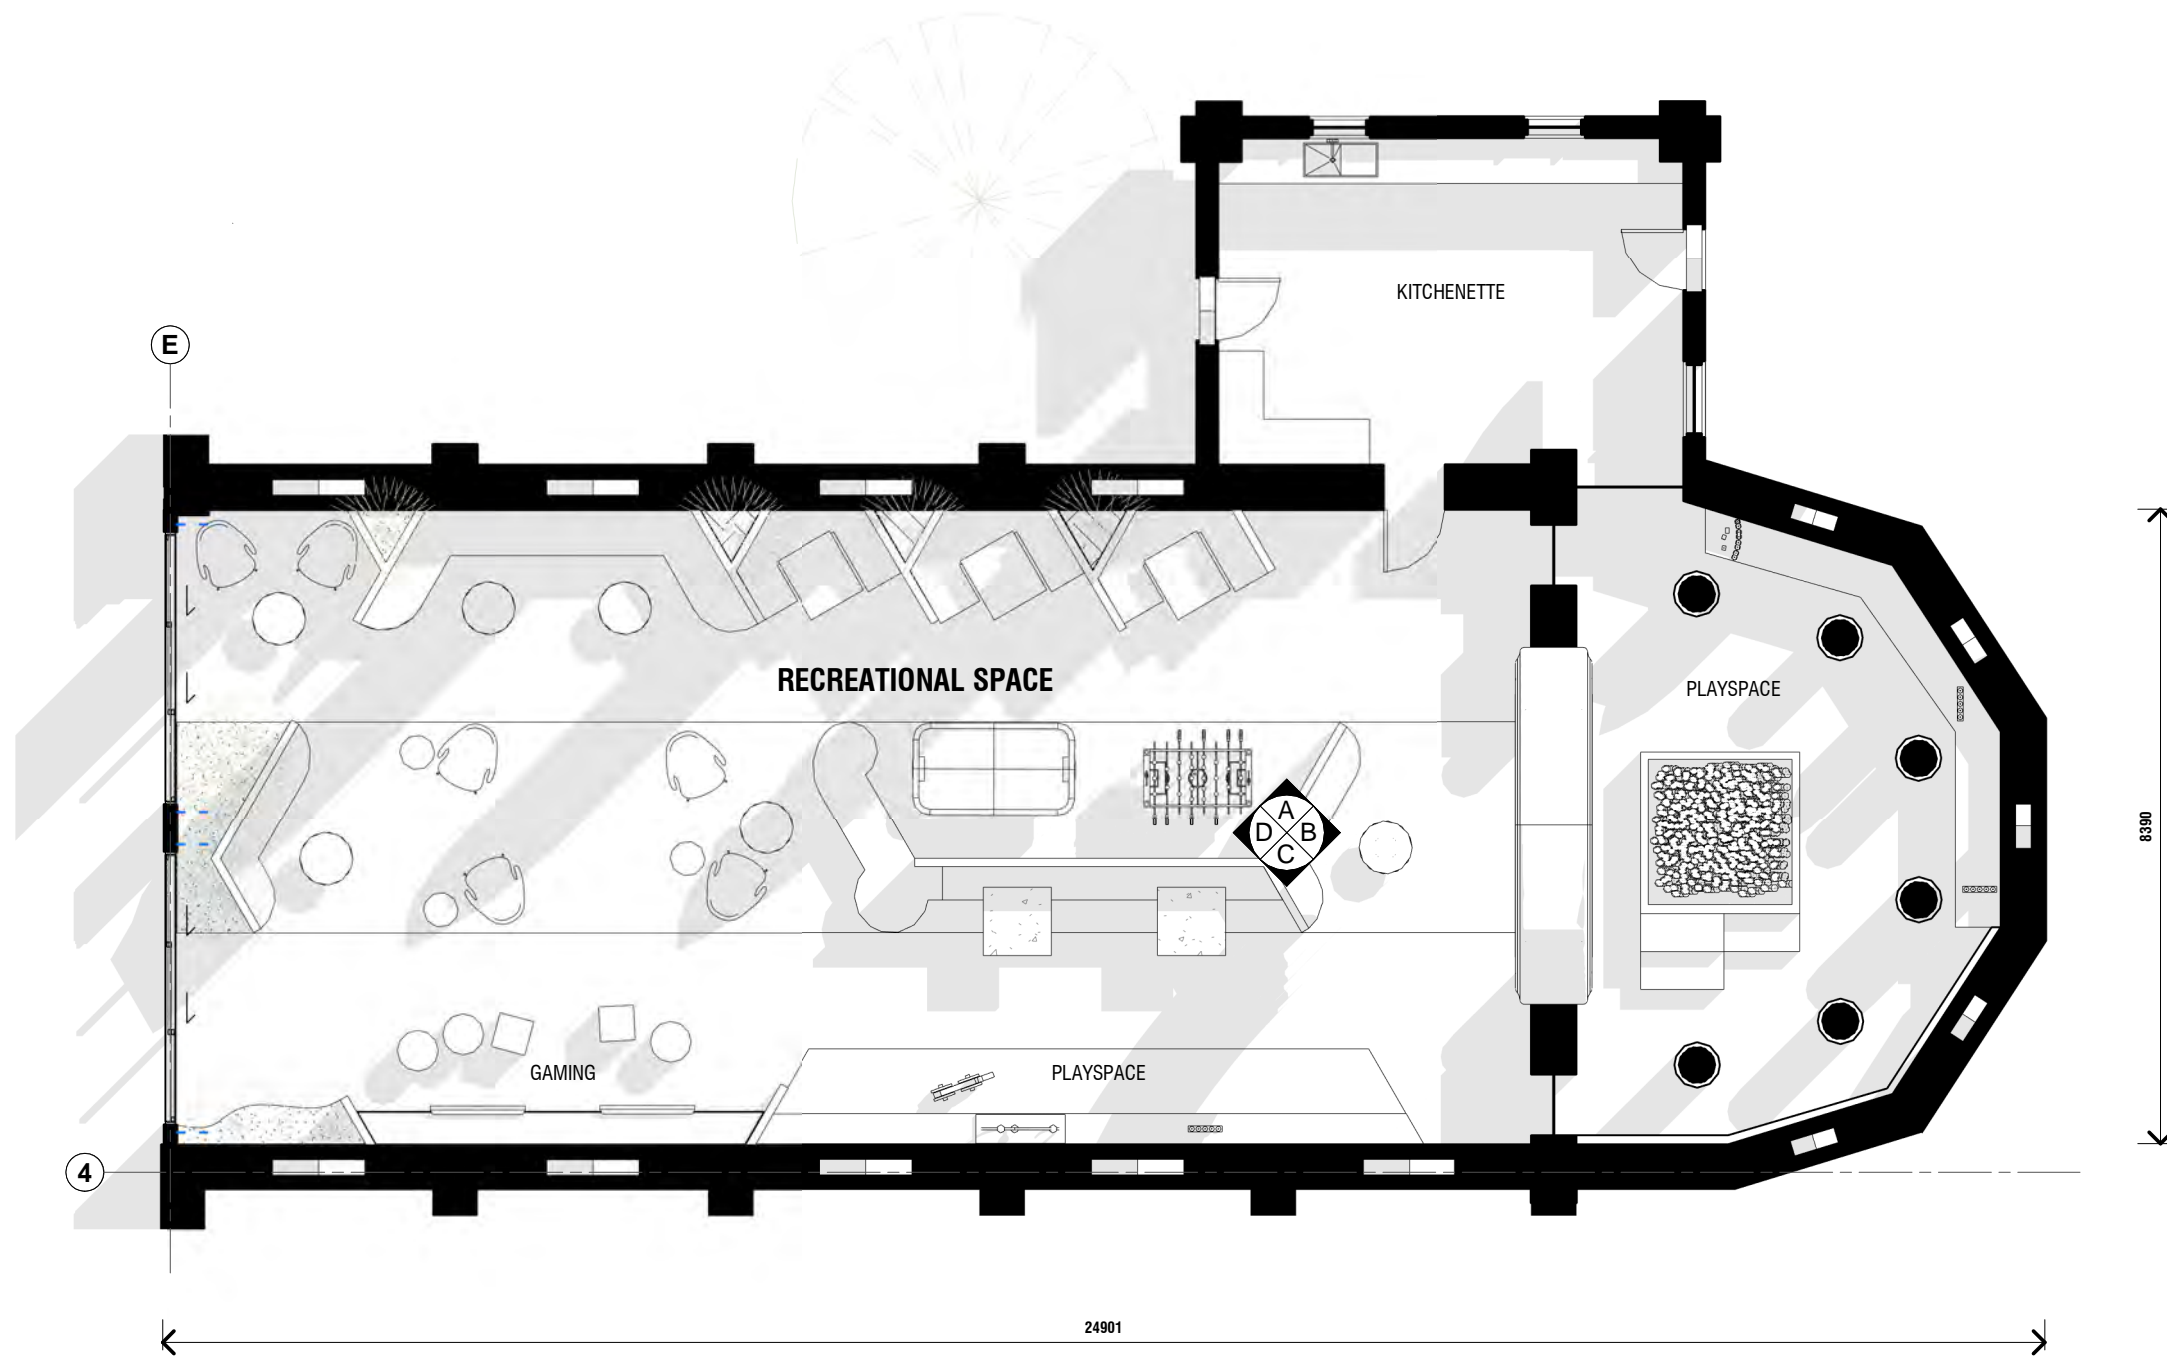 KITCHENETTE
E
RECREATIONAL SPACE
PLAYSPACE
A
D B
C
8390
GAMING
PLAYSPACE
4
24901